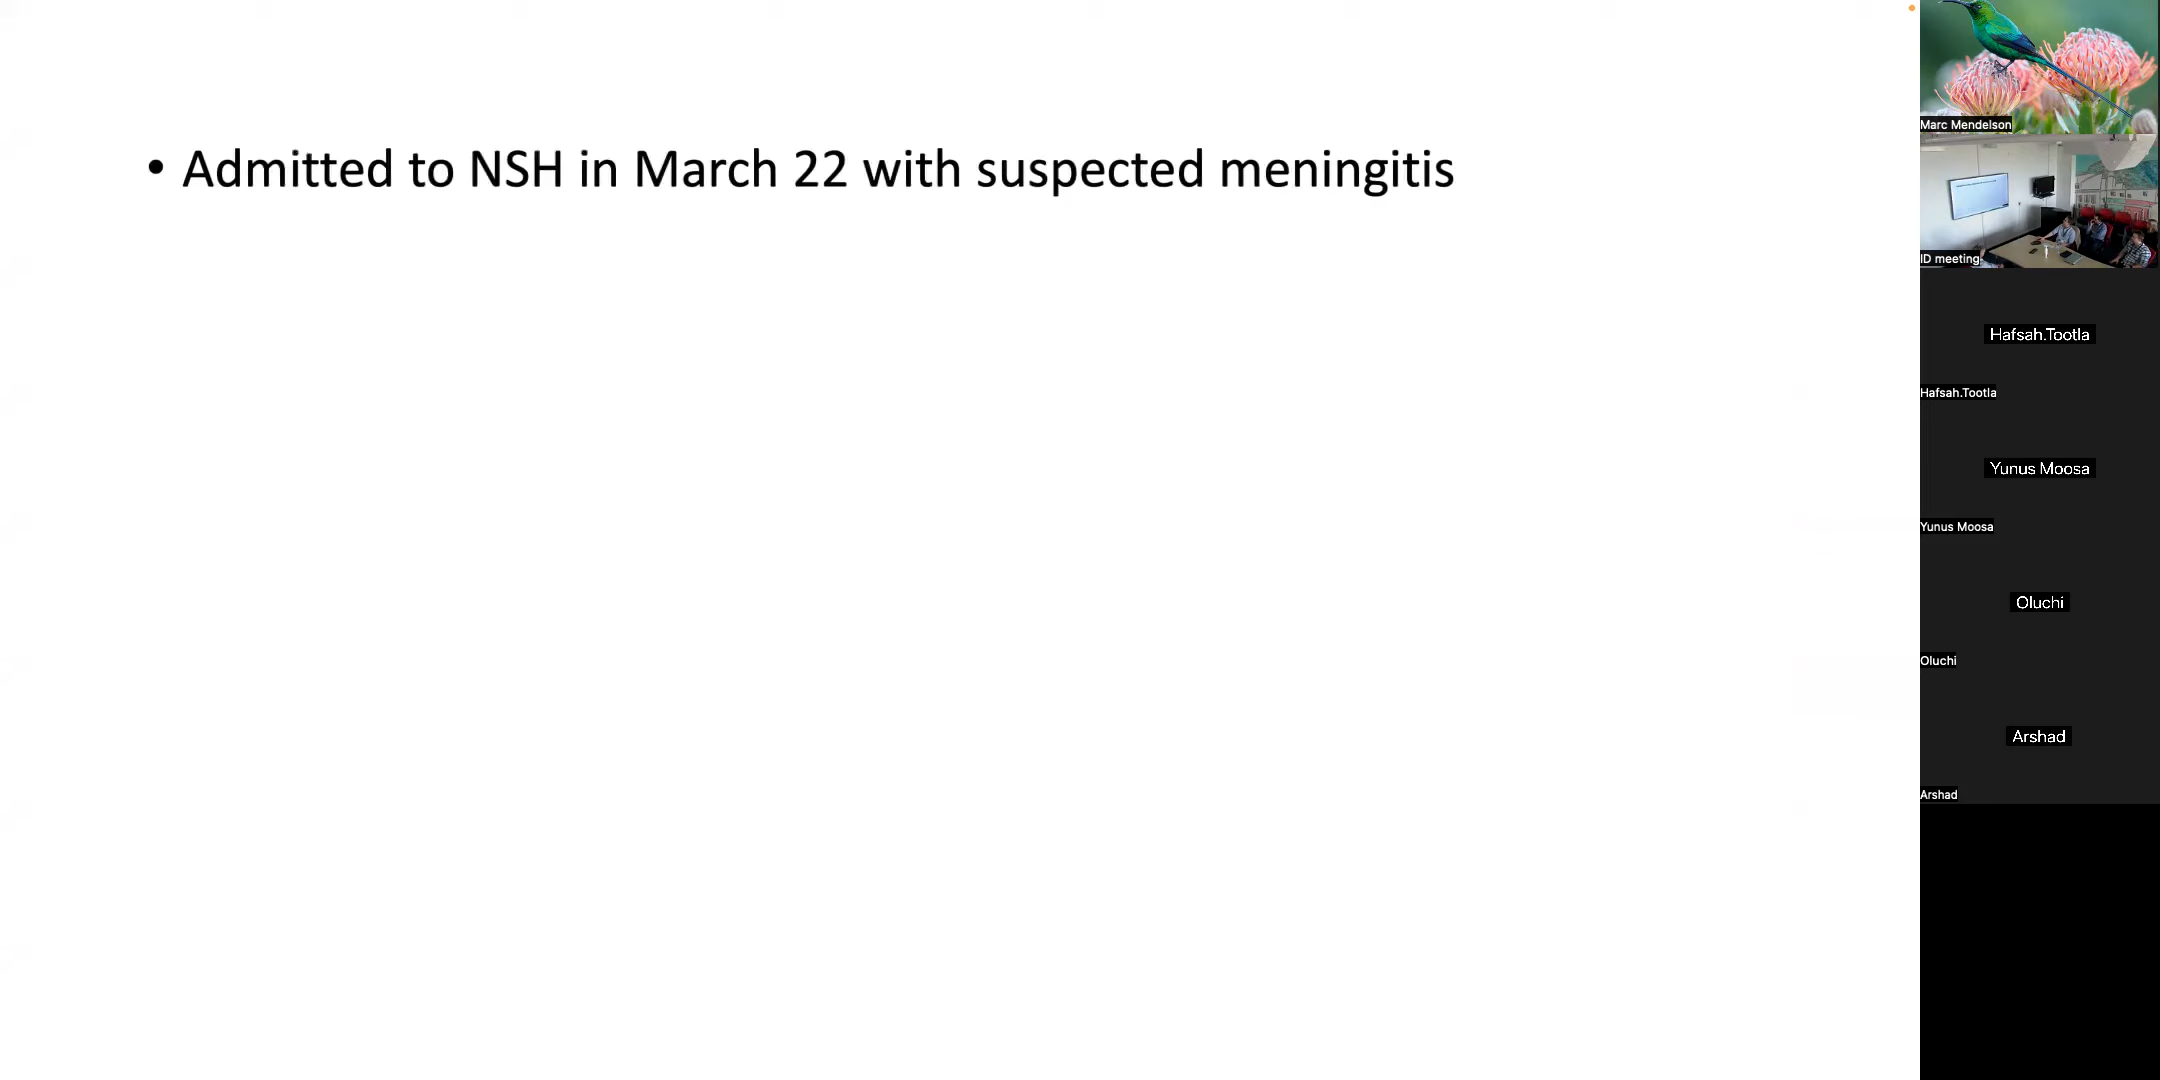 • Admitted to NSH in March 22 with suspected meningitis
Marc Mendelson
ID meeting
Hafsah.Tootla
Hafsah.Tootla
Yunus Moosa
Yunus Moosa
Oluchi
Oluchi
Arshad
Arshad